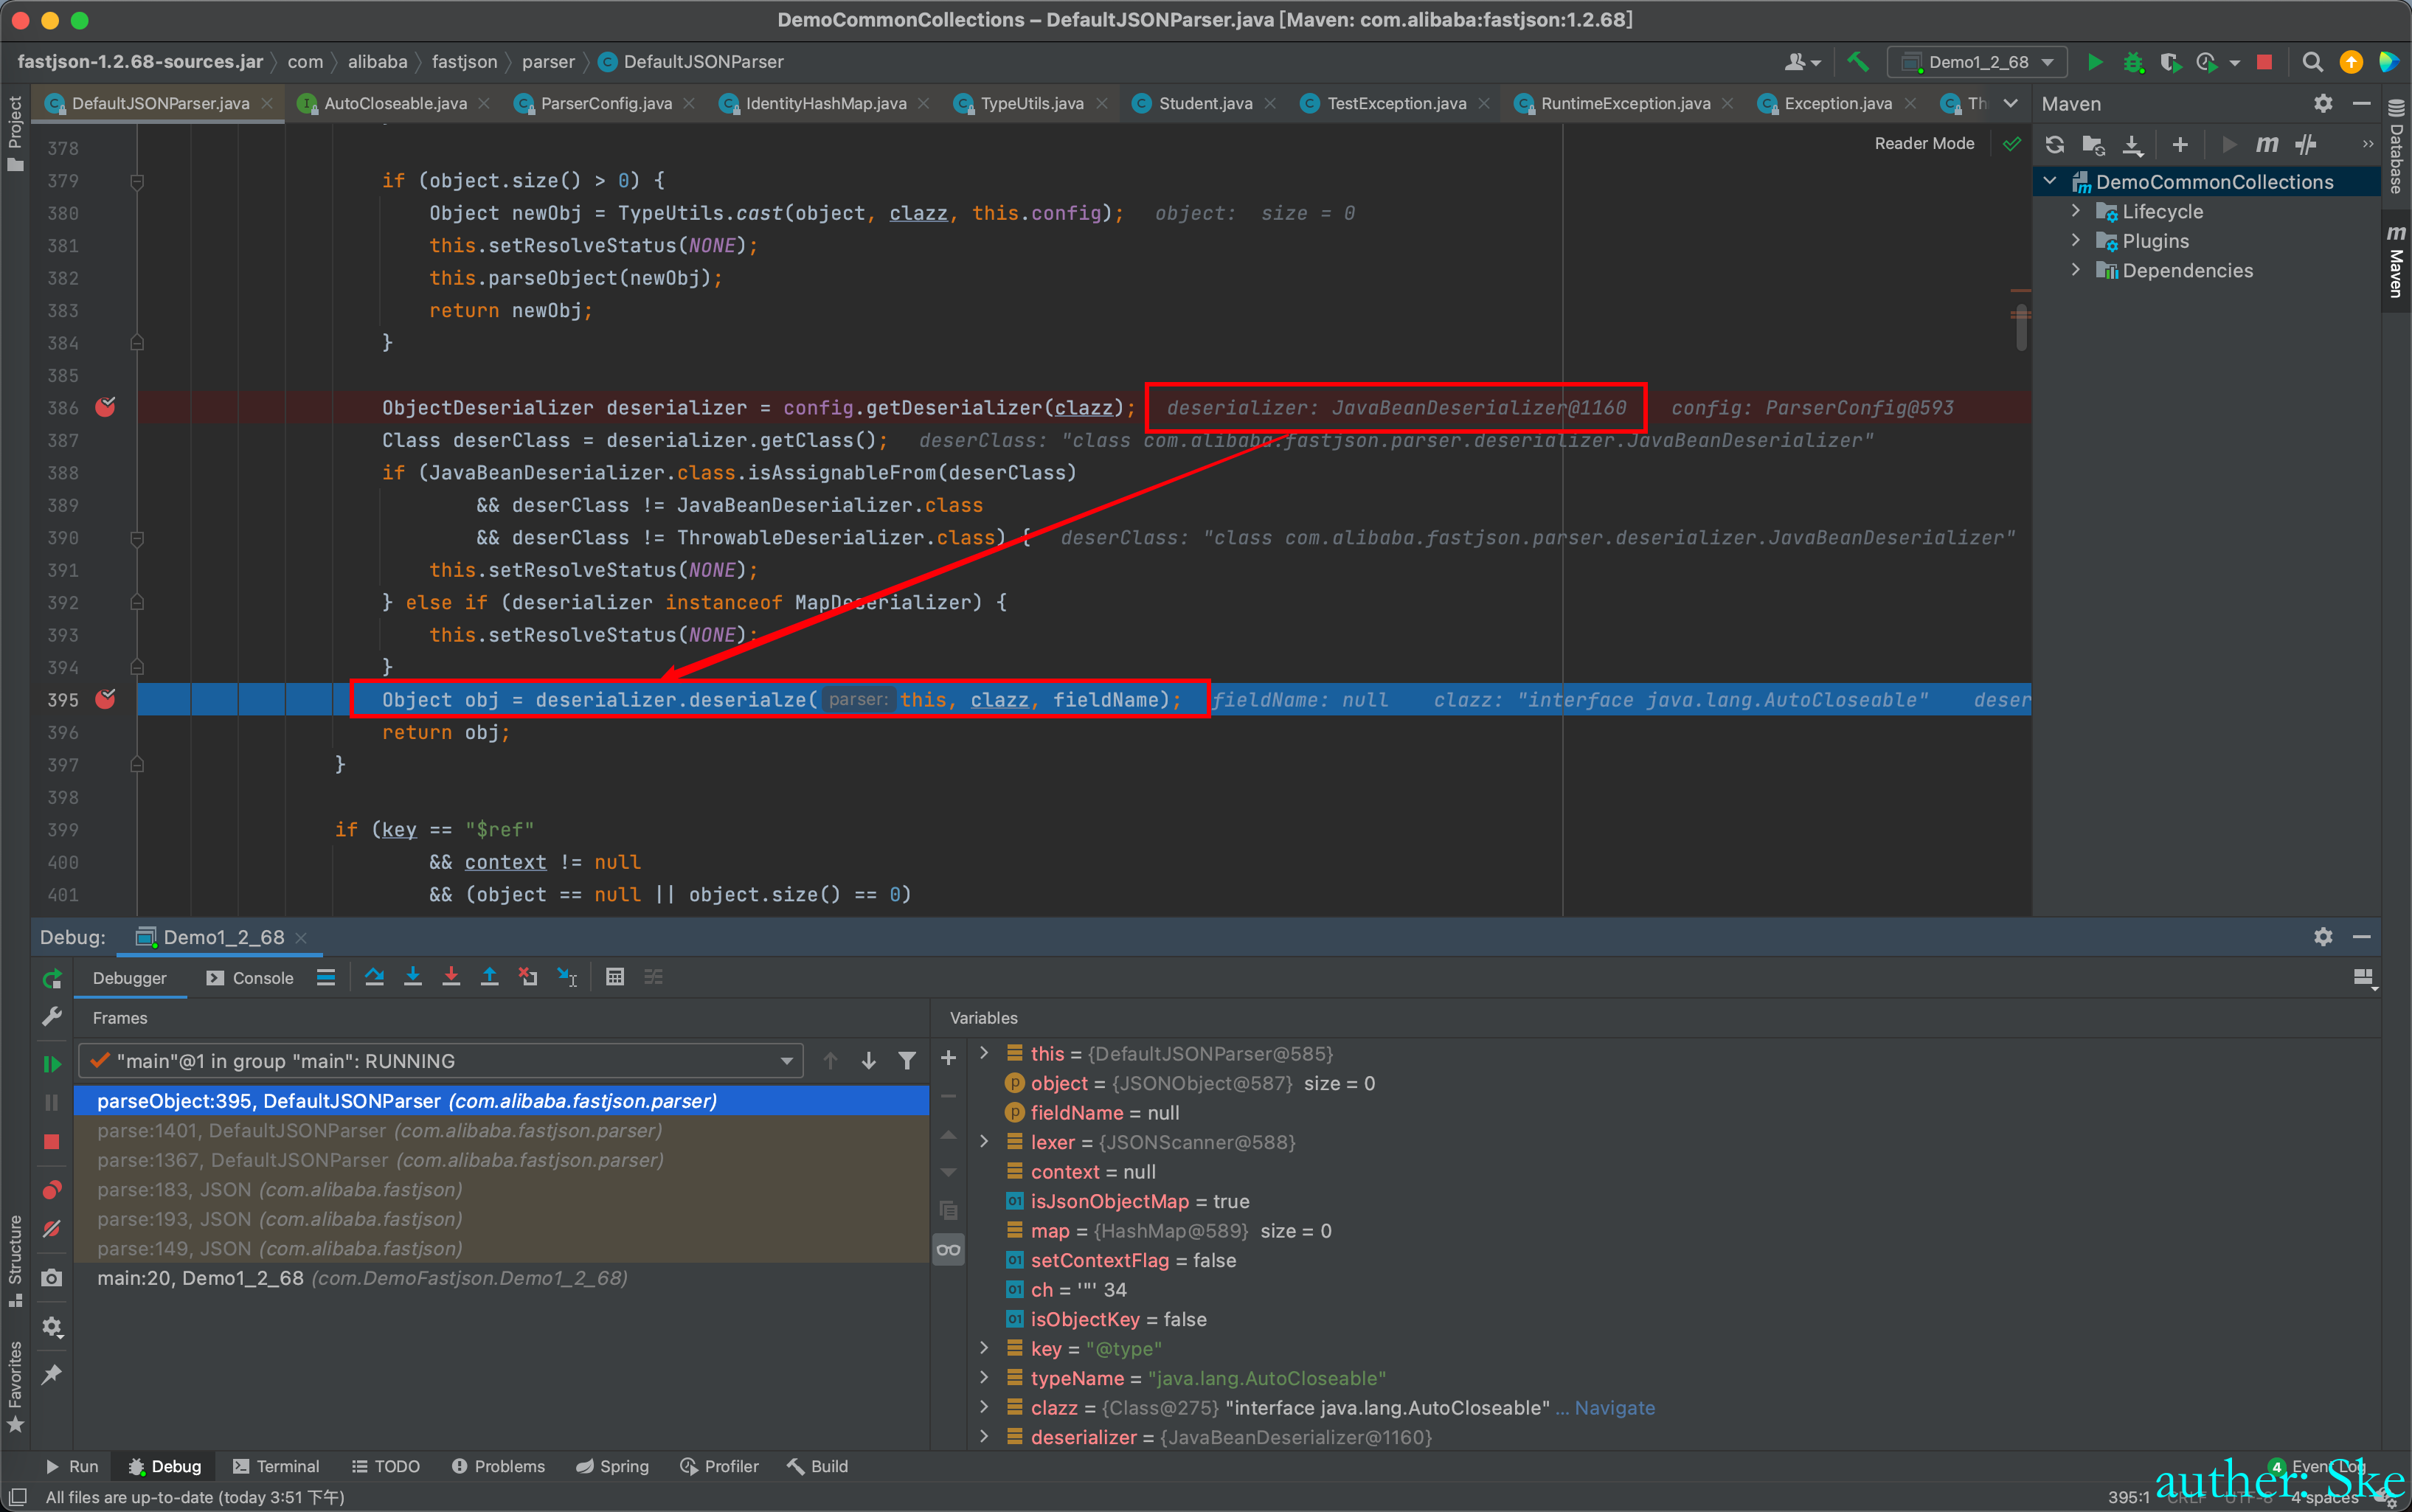 DemoCommonCollections – DefaultJSONParser.java [Maven: com.alibaba:fastjson:1.2.68]
fastjson-1.2.68-sources.jar com alibaba fastjson parser DefaultJSONParser
Demo1_2_68
DefaultJSONParser.java AutoCloseable.java ParserConfig.java IdentityHashMap.java TypeUtils.java Student.java TestException.java RuntimeException.java Exception.java Th
Maven
Project
Database
Maven
Structure
Favorites
Reader Mode
DemoCommonCollections
Lifecycle
Plugins
Dependencies
378
379 if (object.size() > 0) {
380 Object newObj = TypeUtils.cast(object, clazz, this.config); object: size = 0
381 this.setResolveStatus(NONE);
382 this.parseObject(newObj);
383 return newObj;
384 }
385
386 ObjectDeserializer deserializer = config.getDeserializer(clazz); deserializer: JavaBeanDeserializer@1160 config: ParserConfig@593
387 Class deserClass = deserializer.getClass(); deserClass: "class com.alibaba.fastjson.parser.deserializer.JavaBeanDeserializer"
388 if (JavaBeanDeserializer.class.isAssignableFrom(deserClass)
389 && deserClass != JavaBeanDeserializer.class
390 && deserClass != ThrowableDeserializer.class) { deserClass: "class com.alibaba.fastjson.parser.deserializer.JavaBeanDeserializer"
391 this.setResolveStatus(NONE);
392 } else if (deserializer instanceof MapDeserializer) {
393 this.setResolveStatus(NONE);
394 }
395 Object obj = deserializer.deserialze( parser: this, clazz, fieldName); fieldName: null clazz: "interface java.lang.AutoCloseable" deser
396 return obj;
397 }
398
399 if (key == "$ref"
400 && context != null
401 && (object == null || object.size() == 0)
Debug: Demo1_2_68
Debugger Console
Frames
Variables
"main"@1 in group "main": RUNNING
parseObject:395, DefaultJSONParser (com.alibaba.fastjson.parser)
parse:1401, DefaultJSONParser (com.alibaba.fastjson.parser)
parse:1367, DefaultJSONParser (com.alibaba.fastjson.parser)
parse:183, JSON (com.alibaba.fastjson)
parse:193, JSON (com.alibaba.fastjson)
parse:149, JSON (com.alibaba.fastjson)
main:20, Demo1_2_68 (com.DemoFastjson.Demo1_2_68)
this = {DefaultJSONParser@585}
object = {JSONObject@587} size = 0
fieldName = null
lexer = {JSONScanner@588}
context = null
isJsonObjectMap = true
map = {HashMap@589} size = 0
setContextFlag = false
ch = '"' 34
isObjectKey = false
key = "@type"
typeName = "java.lang.AutoCloseable"
clazz = {Class@275} "interface java.lang.AutoCloseable" ... Navigate
deserializer = {JavaBeanDeserializer@1160}
Run Debug Terminal TODO Problems Spring Profiler Build
4 Event Log
All files are up-to-date (today 3:51 下午)
395:1 CRLF UTF-8 4 spaces
auther: Ske